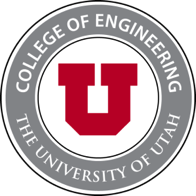 COLLEGE OF ENGINEERING
U
THE UNIVERSITY OF UTAH